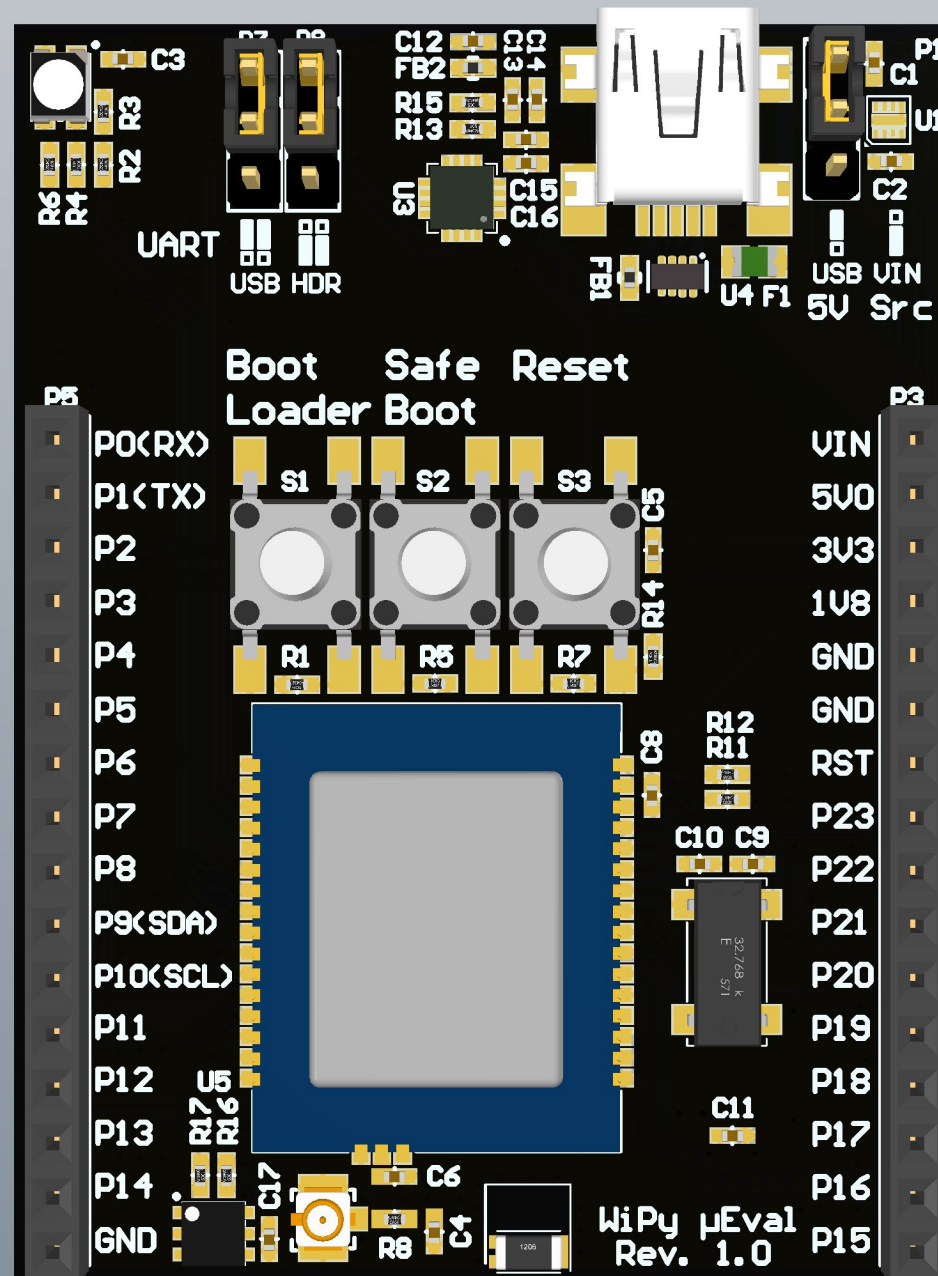 C3
R3
R2
R6
R4
UART
USB HDR
C12
FB2
R15
R13
C13
C14
U3
C15
C16
P1
C1
U1
C2
FB1
U4 F1
USB VIN
5V Src
Boot
Loader
Safe
Boot
Reset
S1
S2
S3
C5
R14
R1
R5
R7
P5
P0(RX)
P1(TX)
P2
P3
P4
P5
P6
P7
P8
P9(SDA)
P10(SCL)
P11
P12
P13
P14
GND
P3
VIN
5V0
3V3
1V8
GND
GND
RST
P23
P22
P21
P20
P19
P18
P17
P16
P15
C8
R12
R11
C10 C9
32.768 k
E 571
C11
U5
R17
R16
C17
C6
R8
C4
1206
WiPy µEval
Rev. 1.0